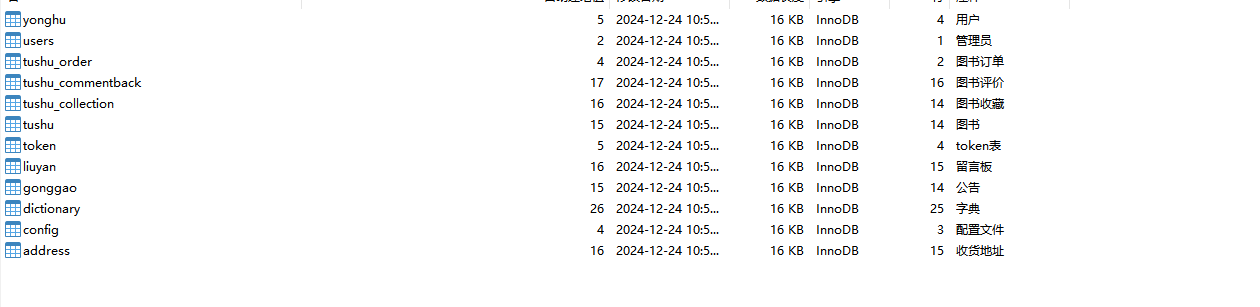 yonghu 5 2024-12-24 10:5... 16 KB InnoDB 4 用户
users 2 2024-12-24 10:5... 16 KB InnoDB 1 管理员
tushu_order 4 2024-12-24 10:5... 16 KB InnoDB 2 图书订单
tushu_commentback 17 2024-12-24 10:5... 16 KB InnoDB 16 图书评价
tushu_collection 16 2024-12-24 10:5... 16 KB InnoDB 14 图书收藏
tushu 15 2024-12-24 10:5... 16 KB InnoDB 14 图书
token 5 2024-12-24 10:5... 16 KB InnoDB 4 token表
liuyan 16 2024-12-24 10:5... 16 KB InnoDB 15 留言板
gonggao 15 2024-12-24 10:5... 16 KB InnoDB 14 公告
dictionary 26 2024-12-24 10:5... 16 KB InnoDB 25 字典
config 4 2024-12-24 10:5... 16 KB InnoDB 3 配置文件
address 16 2024-12-24 10:5... 16 KB InnoDB 15 收货地址